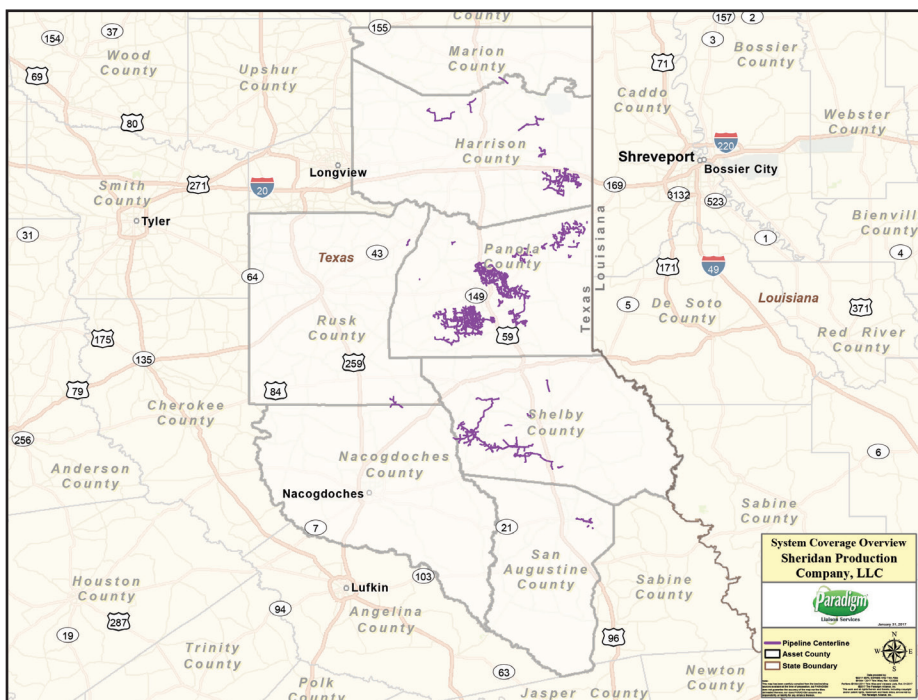 County
157
2
155
37
3
154
Bossier
County
Wood
County
Marion
County
71
69
Upshur
County
Caddo
County
80
Webster
County
Harrison
County
220
Shreveport
Bossier City
Longview
Smith
County
271
20
169
3132
523
Tyler
Bienville
County
31
1
4
43
Panola
County
Texas
Louisiana
64
Texas
171
49
149
5
De Soto
County
Louisiana
371
Rusk
County
59
Red River
County
175
135
259
79
84
Cherokee
County
Shelby
County
256
6
Nacogdoches
County
Anderson
County
Nacogdoches
Sabine
County
7
21
System Coverage Overview
Sheridan Production
Company, LLC
San
Augustine
County
Houston
County
103
Sabine
County
Lufkin
Paradigm
Liaison Services
94
Angelina
County
287
January 31, 2017
19
96
Pipeline Centerline
Asset County
State Boundary
N
W
E
S
Trinity
County
63
Newton
County
Polk
County
Jasper County